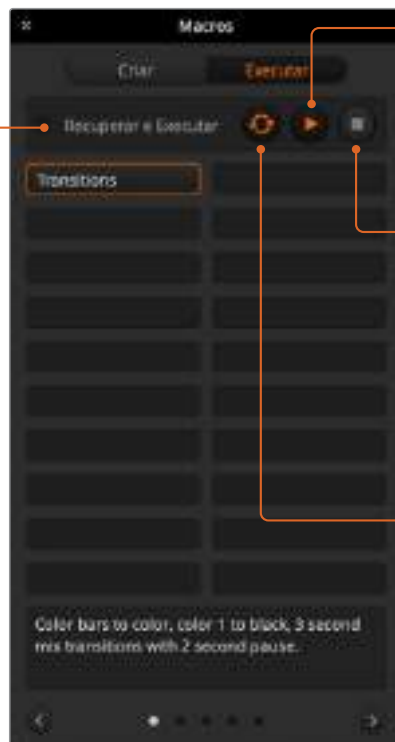 Macros
Criar
Executar
Recuperar e Executar
Transitions
Color bars to color, color 1 to black, 3 second
mix transitions with 2 second pause.